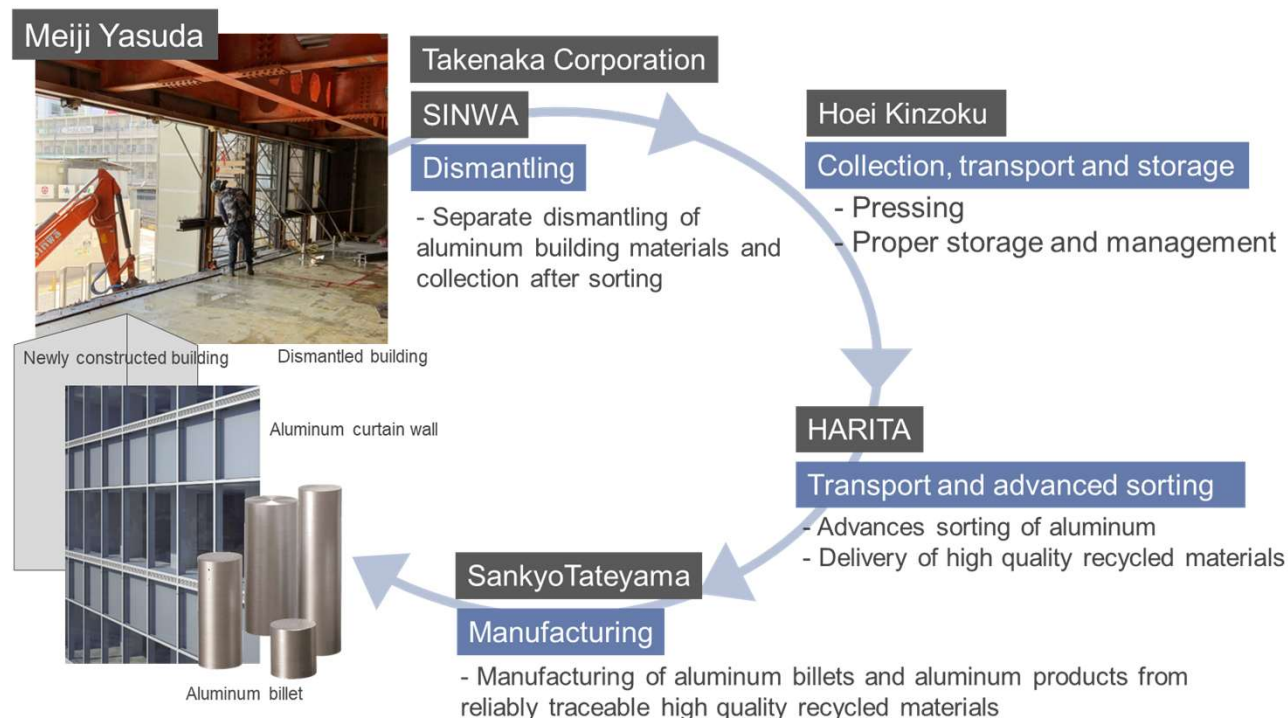 Meiji Yasuda
Takenaka Corporation
SINWA
Dismantling
- Separate dismantling of
aluminum building materials and
collection after sorting
Hoei Kinzoku
Collection, transport and storage
- Pressing
- Proper storage and management
Newly constructed building
Dismantled building
Aluminum curtain wall
HARITA
Transport and advanced sorting
- Advances sorting of aluminum
- Delivery of high quality recycled materials
SankyoTateyama
Manufacturing
- Manufacturing of aluminum billets and aluminum products from
reliably traceable high quality recycled materials
Aluminum billet